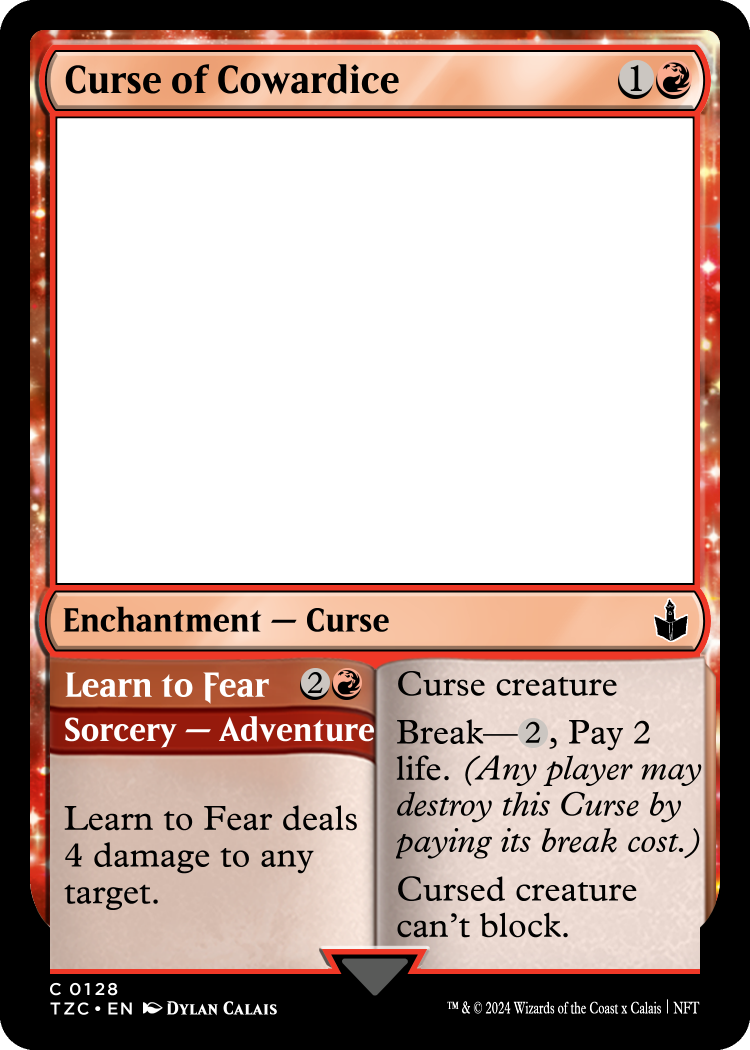 Curse of Cowardice 1
Enchantment — Curse
Learn to Fear 2
Sorcery — Adventure
Learn to Fear deals
4 damage to any
target.
Curse creature
Break—2, Pay 2
life. (Any player may
destroy this Curse by
paying its break cost.)
Cursed creature
can't block.
C 0128
TZC • EN Dylan Calais
™ & © 2024 Wizards of the Coast x Calais | NFT